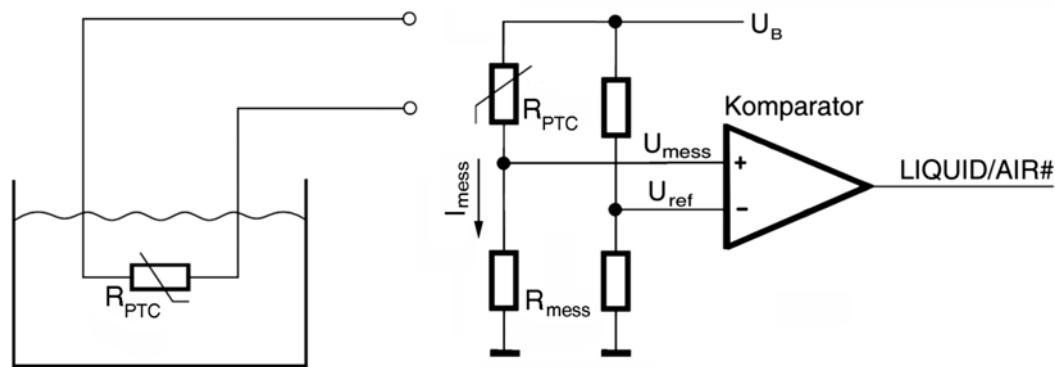 U_B
R_PTC
Komparator
U_mess
+
LIQUID/AIR#
I_mess
U_ref
−
R_PTC
R_mess